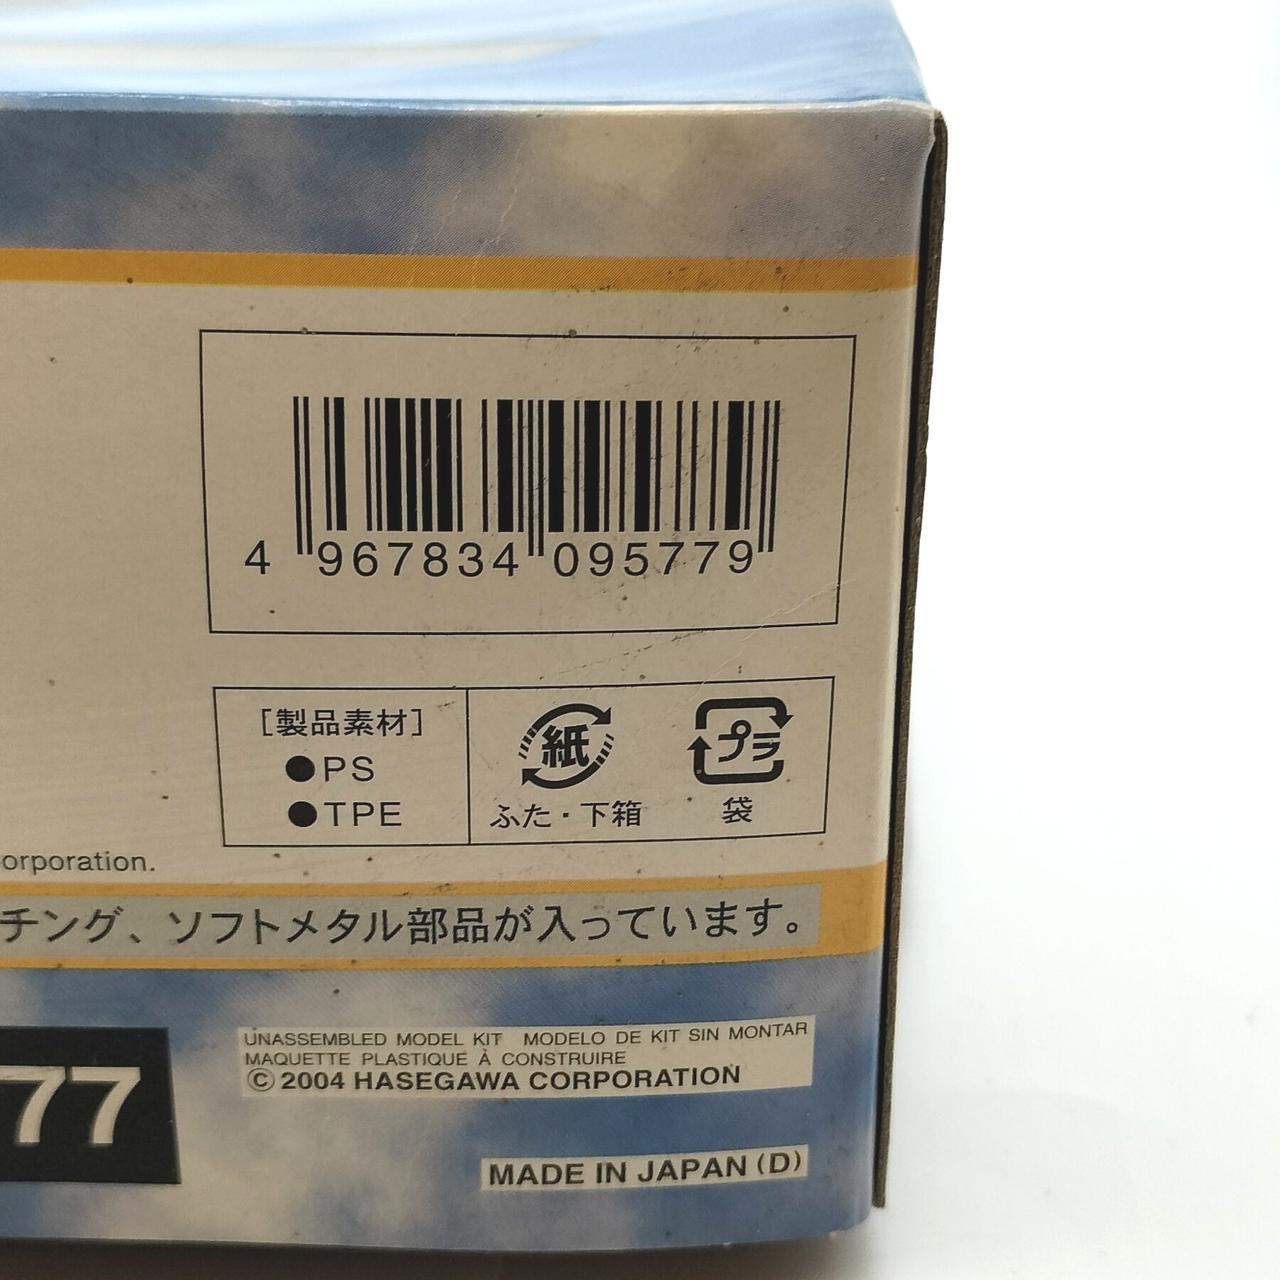 4 967834 095779
[製品素材]
●PS
●TPE
紙
ふた・下箱
プラ
袋
orporation.
チング、ソフトメタル部品が入っています。
77
UNASSEMBLED MODEL KIT MODELO DE KIT SIN MONTAR
MAQUETTE PLASTIQUE À CONSTRUIRE
© 2004 HASEGAWA CORPORATION
MADE IN JAPAN (D)